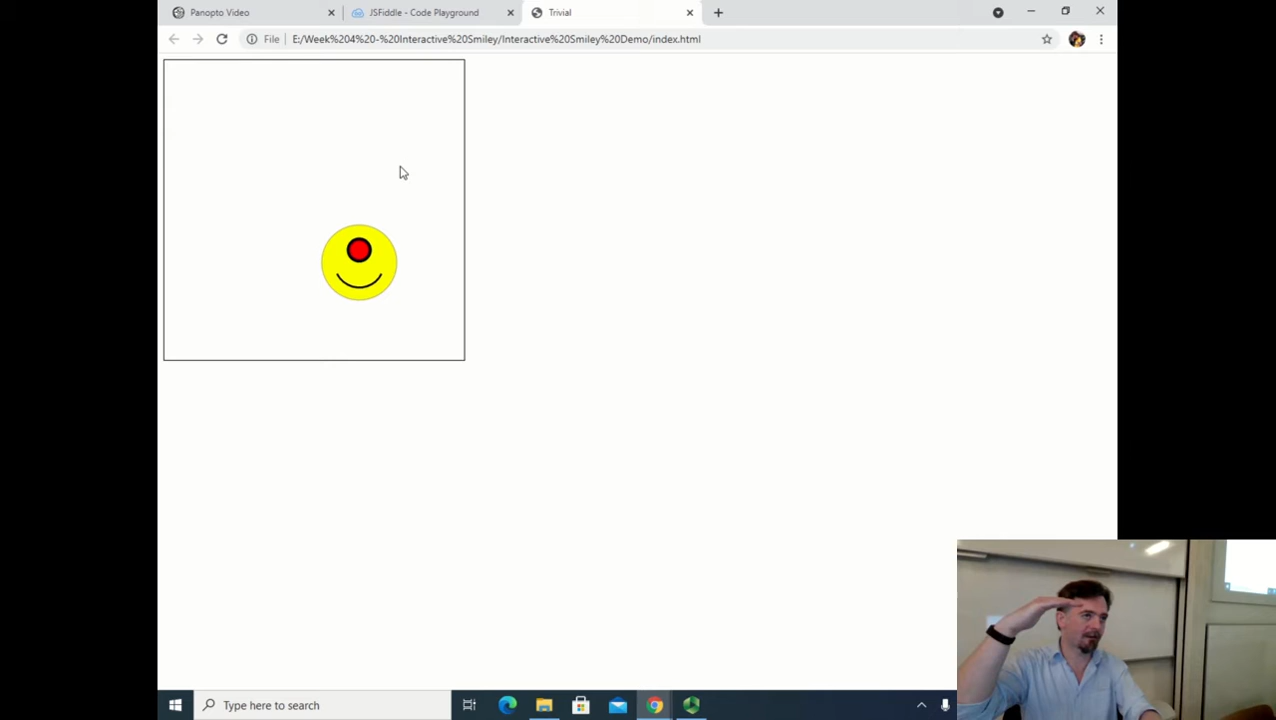 Panopto Video
JSFiddle - Code Playground
Trivial
File
E:/Week%204%20-%20Interactive%20Smiley/Interactive%20Smiley%20Demo/index.html
Type here to search